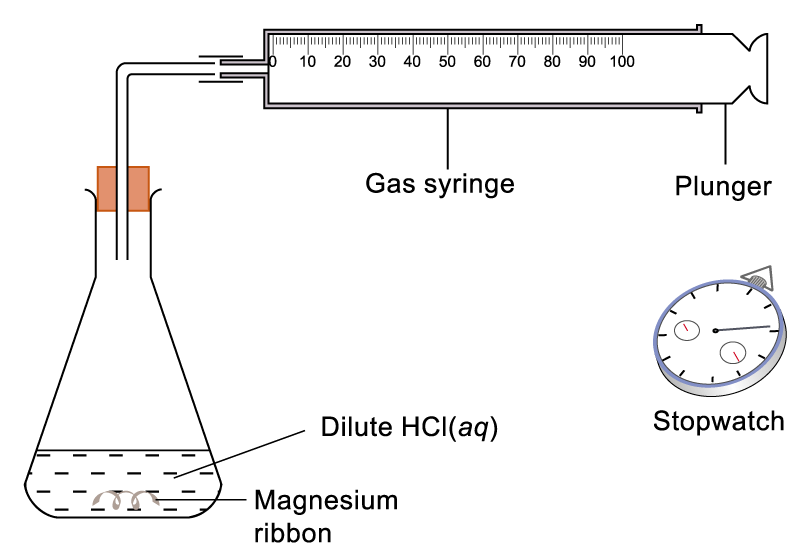 0 10 20 30 40 50 60 70 80 90 100
Gas syringe
Plunger
Stopwatch
Dilute HCl(aq)
Magnesium
ribbon